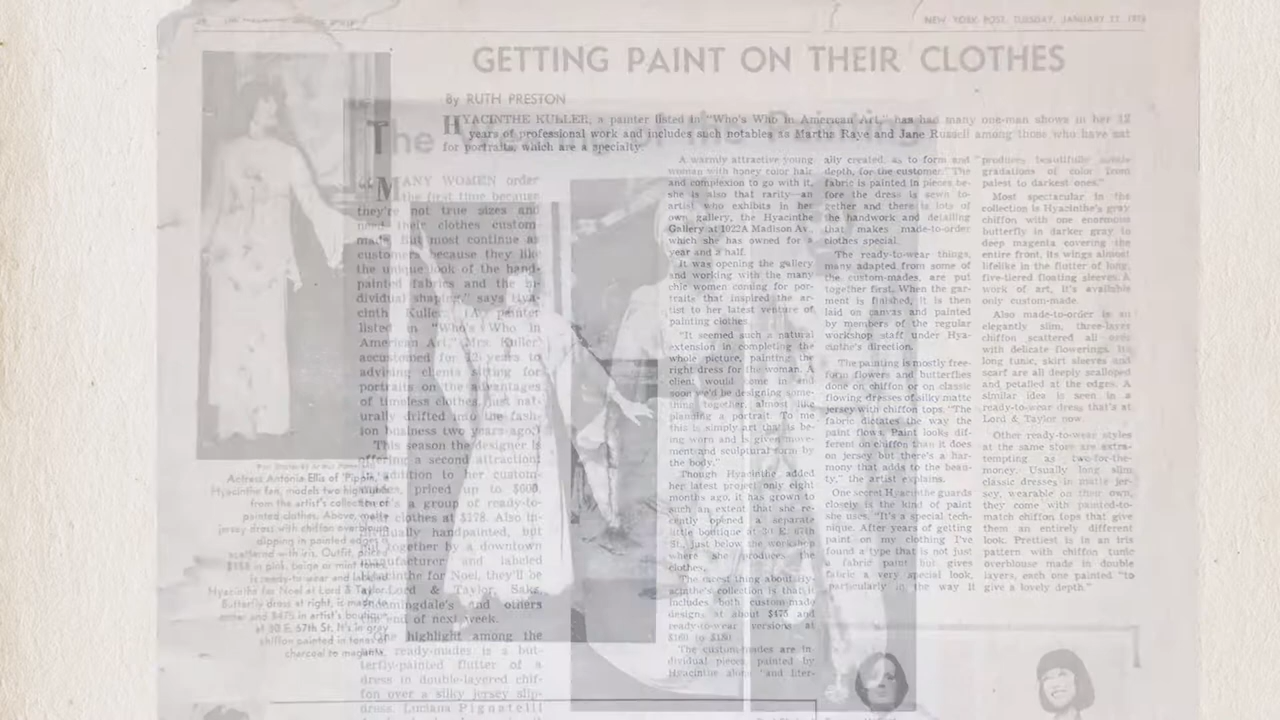 NEW YORK POST, TUESDAY, JANUARY
GETTING PAINT ON THEIR CLOTHES
By RUTH PRESTON
HYACINTHE KULLER, a painter listed in "Who's Who in American Art," has had many one-man shows in her 12
years of professional work and includes such notables as Martha Raye and Jane Russell among those who have sat
for portraits, which are a specialty.
The
of the Painting
"MANY WOMEN order
the first time because
they're not true sizes and
need their clothes custom
made. But most continue as
customers because they like
the unique look of the hand-
painted fabrics and the in-
dividual shaping," says Hya-
cinthe Kuller. (A painter
listed in "Who's Who in
American Art," Mrs. Kuller
accustomed for 12 years to
advising clients sitting for
portraits on the advantages
of timeless clothes, just nat-
urally drifted into the fash-
ion business two years ago.)
This season the designer is
offering a second attraction
in addition to her custom-
priced up to $600,
a group of ready-to-
clothes at $178. Also in-
dividually handpainted, but
together by a downtown
manufacturer and labeled
Hyacinthe for Noel, they'll be
Lord & Taylor, Saks,
Bloomingdale's and others
end of next week.
highlight among the
ready-mades is a but-
terfly-painted flutter of a
dress in double-layered chif-
fon over a silky jersey slip-
dress. Luciana Pignatelli
Actress Antonia Ellis of "Pippin," a
Hyacinthe fan, models two highlights
from the artist's collection of
painted clothes. Above, matte
jersey dress with chiffon overblouse
dipping in painted edges
scattered with iris. Outfit,
$188 in pink, beige or mint tones,
is ready-to-wear and labeled
Hyacinthe for Noel at Lord & Taylor.
Butterfly dress at right, is made to
order and $475 in artist's boutique
at 30 E. 67th St. It's in gray
chiffon painted in tones of
charcoal to magenta.
A warmly attractive young
woman with honey color hair
and complexion to go with it,
she is also that rarity—an
artist who exhibits in her
own gallery, the Hyacinthe
Gallery at 1022A Madison Av.
which she has owned for a
year and a half.
It was opening the gallery
and working with the many
chic women coming for por-
traits that inspired the ar-
tist to her latest venture of
painting clothes.
"It seemed such a natural
extension in completing the
whole picture, painting the
right dress for the woman. A
client would come in and
soon we'd be designing some-
thing together, almost like
planning a portrait. To me
this is simply art that is be-
ing worn and is given move-
ment and sculptural form by
the body."
Though Hyacinthe added
her latest project only eight
months ago, it has grown to
such an extent that she re-
cently opened a separate
little boutique at 30 E. 67th
St. just below the workshop
where she produces the
clothes.
The nicest thing about Hy-
acinthe's collection is that it
includes both custom-made
designs at about $475 and
ready-to-wear versions at
$160 to $180.
The custom-mades are in-
dividual pieces painted by
Hyacinthe alone and liter-
ally created, as to form and
depth, for the customer. The
fabric is painted in pieces be-
fore the dress is sewn to-
gether and there is lots of
the handwork and detailing
that makes made-to-order
clothes special.
The ready-to-wear things,
many adapted from some of
the custom-mades, are put
together first. When the gar-
ment is finished, it is then
laid on canvas and painted
by members of the regular
workshop staff under Hya-
cinthe's direction.
The painting is mostly free-
form flowers and butterflies
done on chiffon or on classic
flowing dresses of silky matte
jersey with chiffon tops. "The
fabric dictates the way the
paint flows. Paint looks dif-
ferent on chiffon than it does
on jersey but there's a har-
mony that adds to the beau-
ty," the artist explains.
One secret Hyacinthe guards
closely is the kind of paint
she uses. "It's a special tech-
nique. After years of getting
paint on my clothing I've
found a type that is not just
a fabric paint but gives
fabric a very special look,
particularly in the way it
"produces beautifully subtle
gradations of color from
palest to darkest ones."
Most spectacular in the
collection is Hyacinthe's gray
chiffon with one enormous
butterfly in darker gray to
deep magenta covering the
entire front, its wings almost
lifelike in the flutter of long,
five-tiered floating sleeves. A
work of art, it's available
only custom-made.
Also made-to-order is an
elegantly slim, three-layer
chiffon scattered all over
with delicate flowerings. Its
long tunic, skirt sleeves and
scarf are all deeply scalloped
and petalled at the edges. A
similar idea is seen in a
ready-to-wear dress that's at
Lord & Taylor now.
Other ready-to-wear styles
at the same store are extra-
tempting as two-for-the-
money. Usually long slim
classic dresses in matte jer-
sey, wearable on their own,
they come with painted-to-
match chiffon tops that give
them an entirely different
look. Prettiest is in an iris
pattern with chiffon tunic
overblouse made in double
layers, each one painted "to
give a lovely depth."